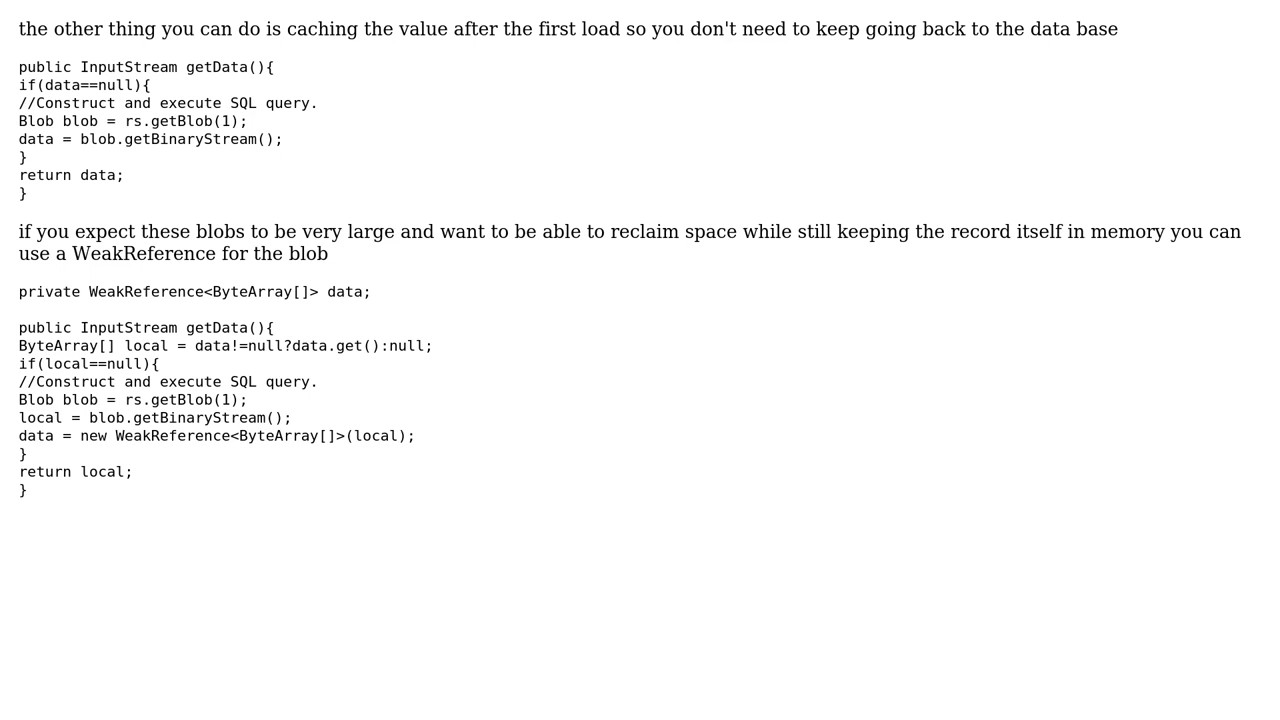 the other thing you can do is caching the value after the first load so you don't need to keep going back to the data base
public InputStream getData(){
if(data==null){
//Construct and execute SQL query.
Blob blob = rs.getBlob(1);
data = blob.getBinaryStream();
}
return data;
}
if you expect these blobs to be very large and want to be able to reclaim space while still keeping the record itself in memory you can
use a WeakReference for the blob
private WeakReference<ByteArray[]> data;
public InputStream getData(){
ByteArray[] local = data!=null?data.get():null;
if(local==null){
//Construct and execute SQL query.
Blob blob = rs.getBlob(1);
local = blob.getBinaryStream();
data = new WeakReference<ByteArray[]>(local);
}
return local;
}